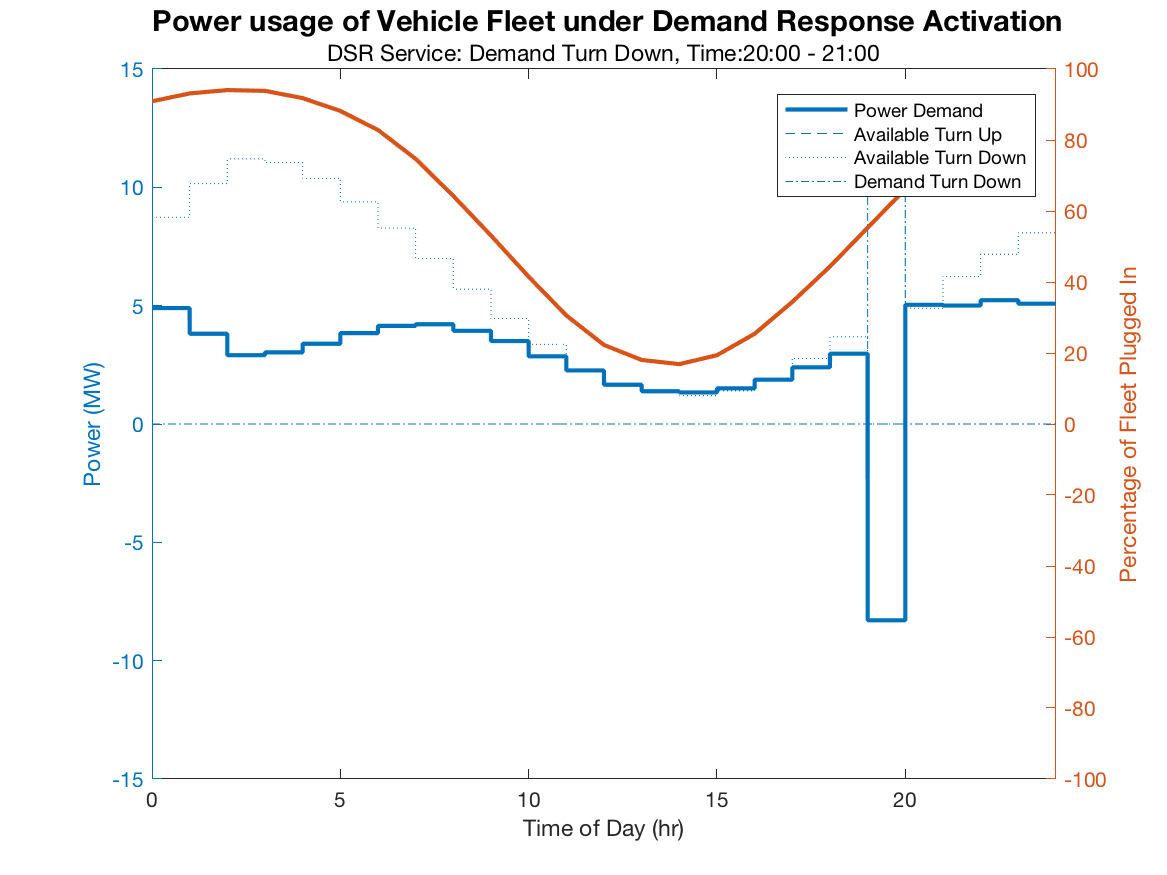 Power usage of Vehicle Fleet under Demand Response Activation
DSR Service: Demand Turn Down, Time:20:00 - 21:00
Power Demand
Available Turn Up
Available Turn Down
Demand Turn Down
15
10
5
0
-5
-10
-15
Power (MW)
100
80
60
40
20
0
-20
-40
-60
-80
-100
Percentage of Fleet Plugged In
0
5
10
15
20
Time of Day (hr)